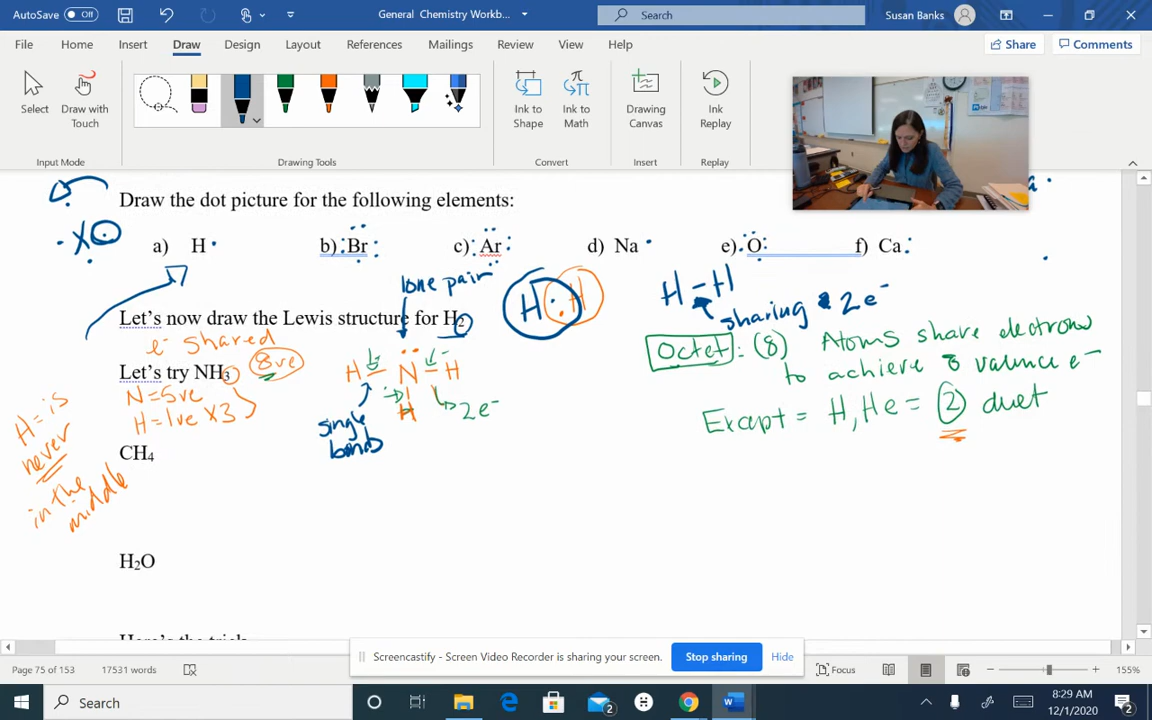 AutoSave Off General Chemistry Workb... Search Susan Banks
File Home Insert Draw Design Layout References Mailings Review View Help Share Comments
Select
Draw with Touch
Ink to Shape
Ink to Math
Drawing Canvas
Ink Replay
Input Mode Drawing Tools Convert Insert Replay
Draw the dot picture for the following elements:
a) H b) Br c) Ar d) Na e) O f) Ca
lone pair
H H
H - H
sharing 2e-
Let's now draw the Lewis structure for H2
e- shared
8ve
Let's try NH3
N = 5ve
H = 1ve x3
H - N - H
H
2e-
single bonds
Octet: (8) Atoms share electrons
to achieve 8 valence e-
Except = H, He = 2 duet
H = is
never
in the
middle
CH4
H2O
Here's the trick
Screencastify - Screen Video Recorder is sharing your screen. Stop sharing Hide
Page 75 of 153 17531 words Focus 155%
Search 2 8:29 AM
12/1/2020 2